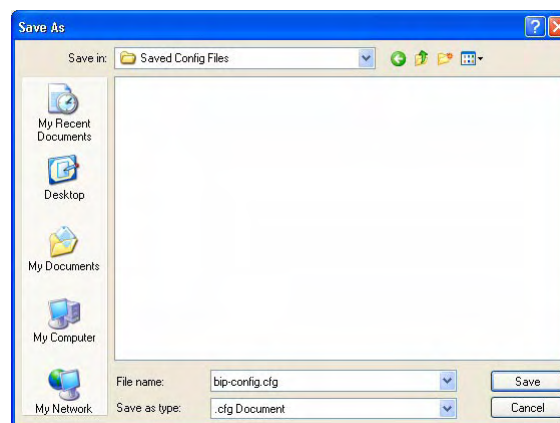 Save As
Save in:
Saved Config Files
My Recent
Documents
Desktop
My Documents
My Computer
My Network
File name:
bip-config.cfg
Save
Save as type:
.cfg Document
Cancel